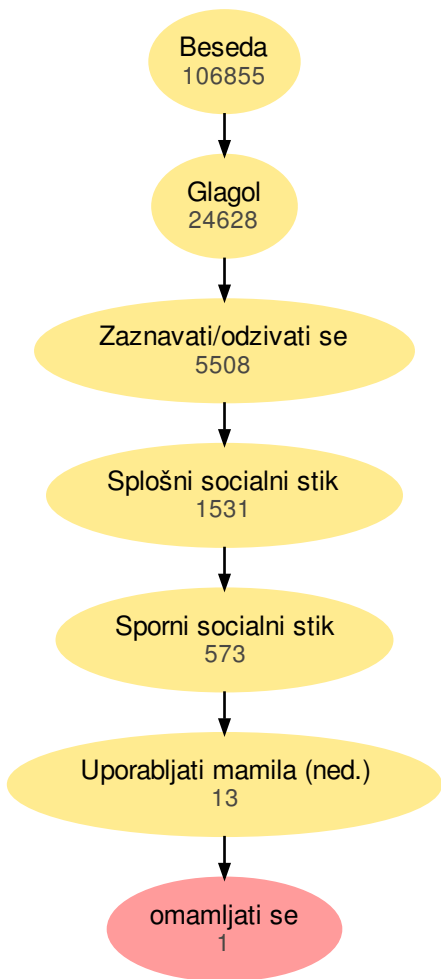 Beseda
106855
Glagol
24628
Zaznavati/odzivati se
5508
Splošni socialni stik
1531
Sporni socialni stik
573
Uporabljati mamila (ned.)
13
omamljati se
1